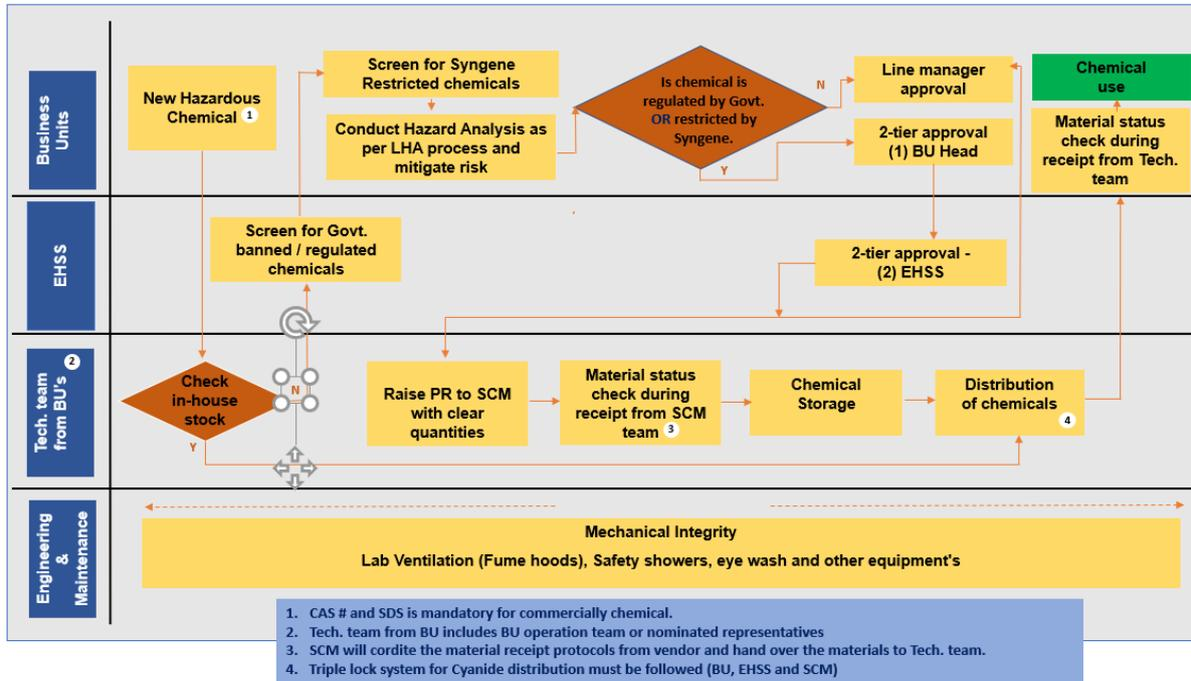 Business
Units
New Hazardous
Chemical 1
Screen for Syngene
Restricted chemicals
Conduct Hazard Analysis as
per LHA process and
mitigate risk
Is chemical is
regulated by Govt.
OR restricted by
Syngene.
N
Y
Line manager
approval
2-tier approval
(1) BU Head
Chemical
use
Material status
check during
receipt from Tech.
team
EHSS
Screen for Govt.
banned / regulated
chemicals
2-tier approval -
(2) EHSS
Tech. team
from BU's
2
Check
in-house
stock
N
Y
Raise PR to SCM
with clear
quantities
Material status
check during
receipt from SCM
team 3
Chemical
Storage
Distribution
of chemicals
4
Engineering
&
Maintenance
Mechanical Integrity
Lab Ventilation (Fume hoods), Safety showers, eye wash and other equipment's
1. CAS # and SDS is mandatory for commercially chemical.
2. Tech. team from BU includes BU operation team or nominated representatives
3. SCM will cordite the material receipt protocols from vendor and hand over the materials to Tech. team.
4. Triple lock system for Cyanide distribution must be followed (BU, EHSS and SCM)